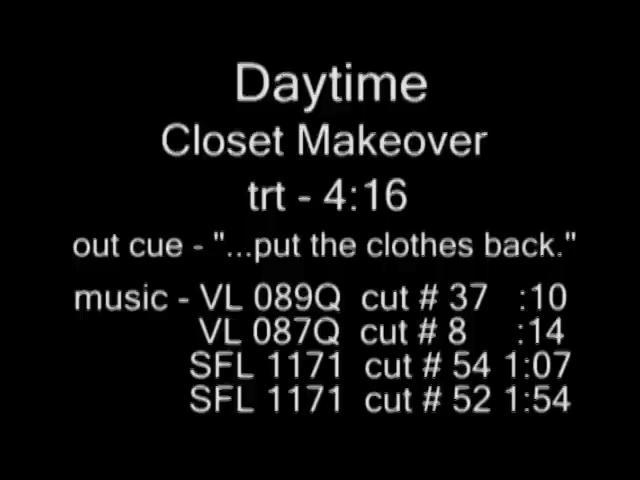 Daytime
Closet Makeover
trt - 4:16
out cue - "...put the clothes back."
music - VL 089Q cut # 37 :10
VL 087Q cut # 8 :14
SFL 1171 cut # 54 1:07
SFL 1171 cut # 52 1:54